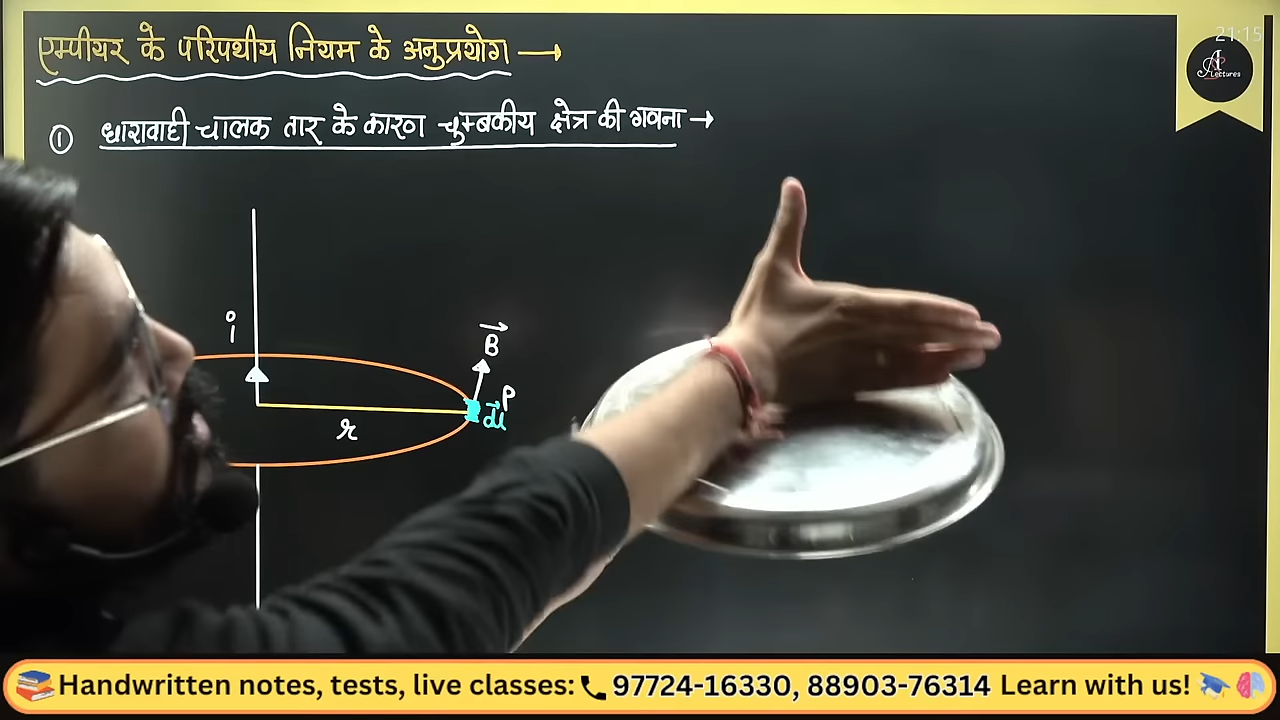 एम्पीयर के परिपथीय नियम के अनुप्रयोग →
21:15
A Lectures
① धारावाही चालक तार के कारण चुम्बकीय क्षेत्र की गणना →
i
B
P
dl
r
Handwritten notes, tests, live classes: 97724-16330, 88903-76314 Learn with us!